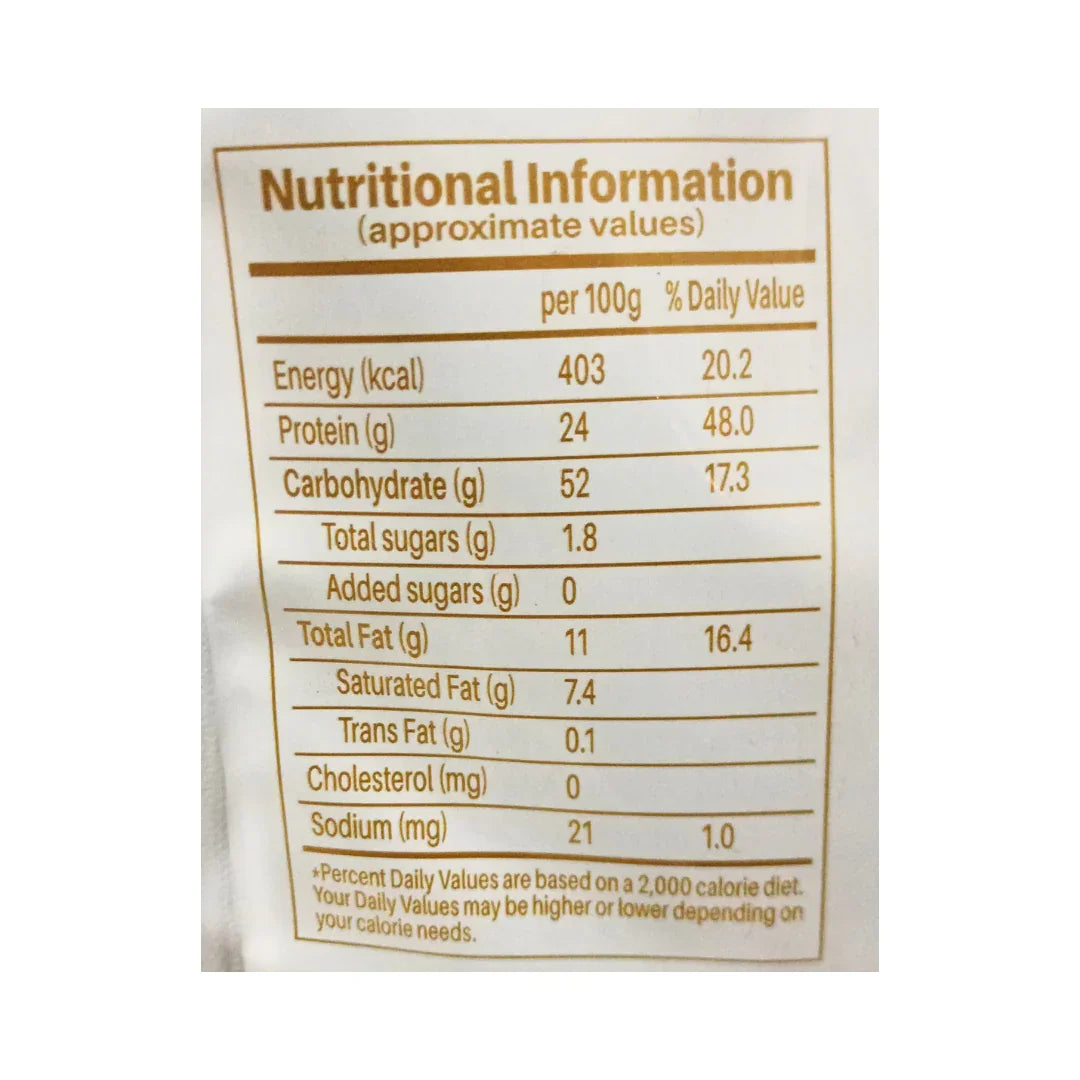 Nutritional Information
(approximate values)
per 100g % Daily Value
Energy (kcal) 403 20.2
Protein (g) 24 48.0
Carbohydrate (g) 52 17.3
Total sugars (g) 1.8
Added sugars (g) 0
Total Fat (g) 11 16.4
Saturated Fat (g) 7.4
Trans Fat (g) 0.1
Cholesterol (mg) 0
Sodium (mg) 21 1.0
*Percent Daily Values are based on a 2,000 calorie diet.
Your Daily Values may be higher or lower depending on
your calorie needs.